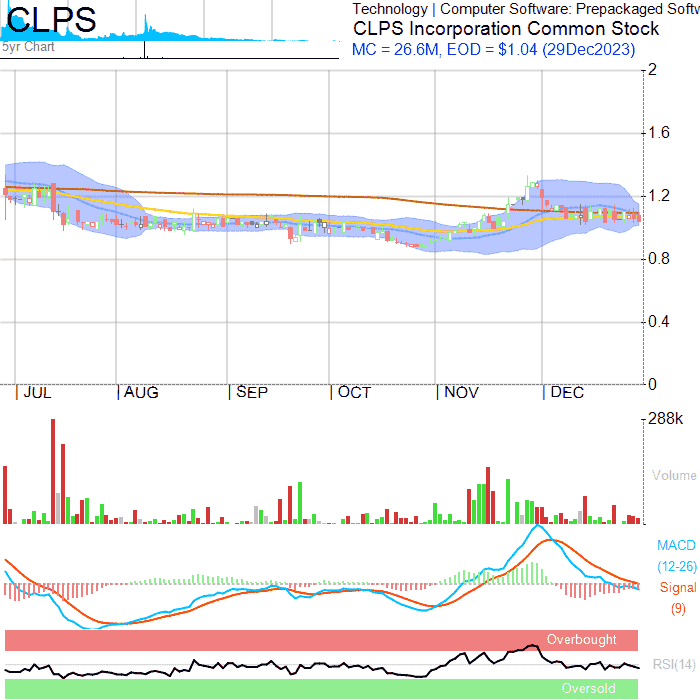 CLPS
5yr Chart
Technology | Computer Software: Prepackaged Softw
CLPS Incorporation Common Stock
MC = 26.6M, EOD = $1.04 (29Dec2023)
2
1.6
1.2
0.8
0.4
0
JUL AUG SEP OCT NOV DEC
288k
Volume
MACD
(12-26)
Signal
(9)
Overbought
RSI(14)
Oversold